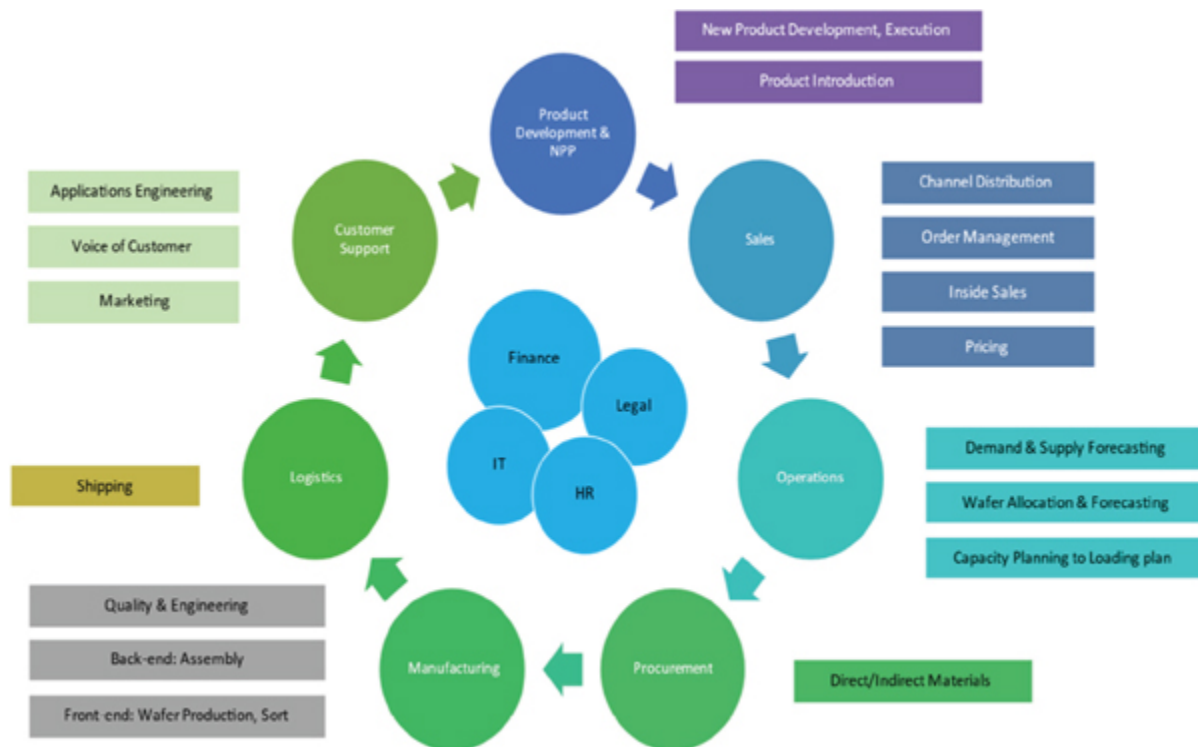 New Product Development, Execution
Product Introduction
Product
Development &
NPP
Applications Engineering
Voice of Customer
Marketing
Customer
Support
Sales
Channel Distribution
Order Management
Inside Sales
Pricing
Finance
Legal
IT
HR
Shipping
Logistics
Operations
Demand & Supply Forecasting
Wafer Allocation & Forecasting
Capacity Planning to Loading plan
Quality & Engineering
Back-end: Assembly
Front-end: Wafer Production, Sort
Manufacturing
Procurement
Direct/Indirect Materials